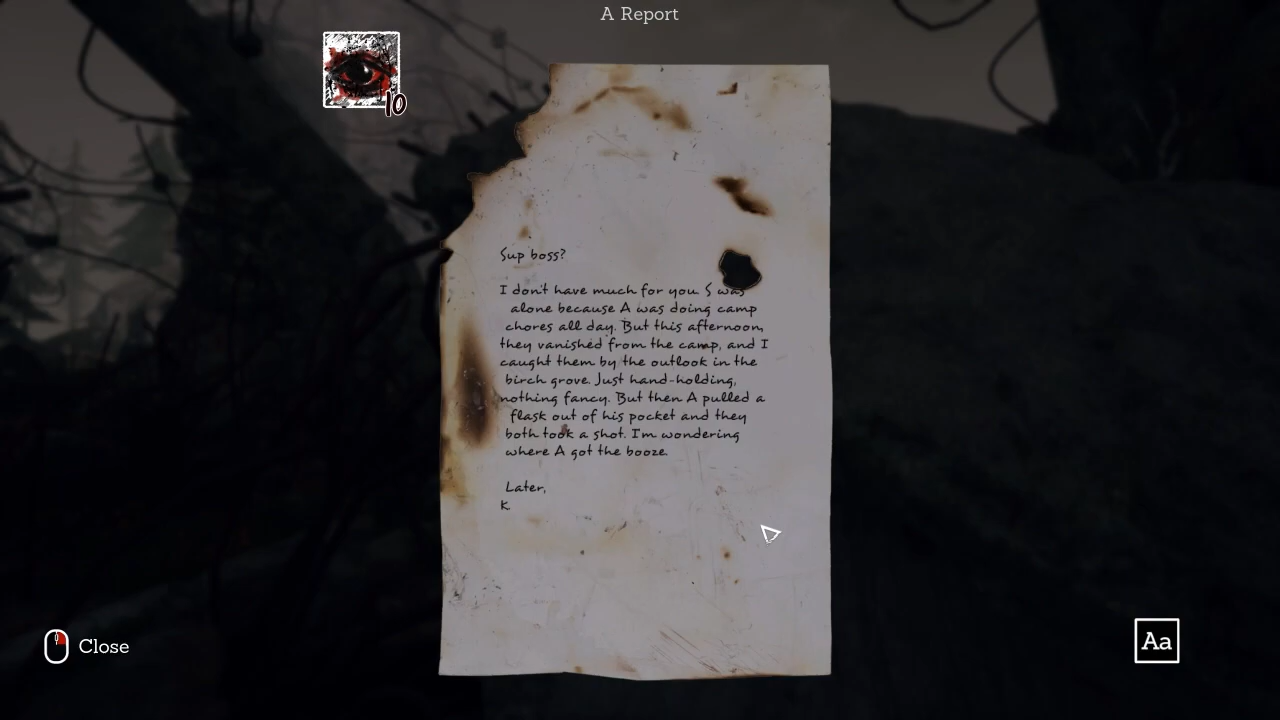 A Report
10
Sup boss?
I don't have much for you. S was
alone because A was doing camp
chores all day. But this afternoon,
they vanished from the camp, and I
caught them by the outlook in the
birch grove. Just hand-holding,
nothing fancy. But then A pulled a
flask out of his pocket and they
both took a shot. I'm wondering
where A got the booze.
Later,
K.
Close
Aa